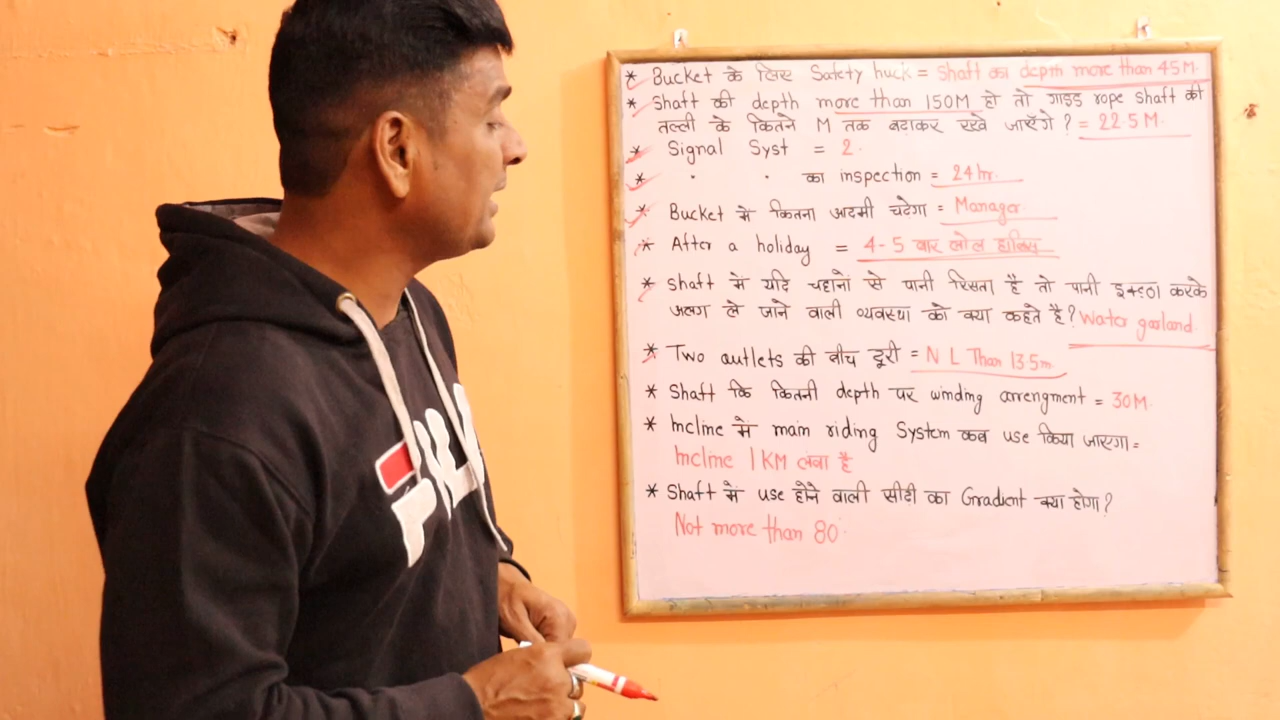 * Bucket के लिए Safety huck = Shaft का depth more than 45M.
* Shaft की depth more than 150M हो तो गाइड rope shaft की
तल्ली के कितने M तक बढाकर रखे जाएँगे ? = 22.5 M.
* Signal Syst = 2.
* " " का inspection = 24 hr.
* Bucket में कितना आदमी चढेगा = Manager
* After a holiday = 4-5 बार खाली
* Shaft में यदि चट्टानों से पानी रिसता है तो पानी इकट्ठा करके
अलग ले जाने वाली व्यवस्था को क्या कहते है ? Water garland.
* Two outlets की बीच दूरी = N L Than 13.5m.
* Shaft कि कितनी depth पर winding arrengment = 30M.
* Incline में main riding System कब use किया जाएगा =
Incline 1 KM लंबा है
* Shaft में use होने वाली सीढी का Gradient क्या होगा ?
Not more than 80°
FILA